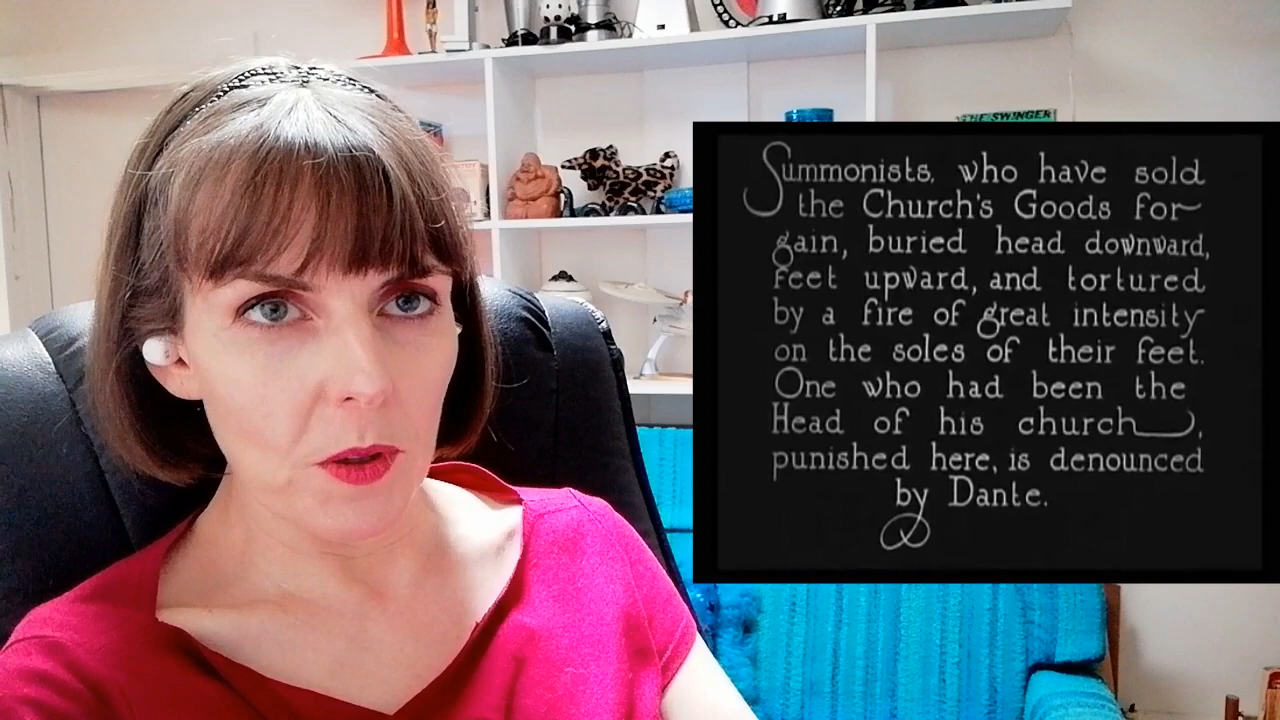 THE SWINGER
Summonists, who have sold
the Church's Goods for
gain, buried head downward,
feet upward, and tortured
by a fire of great intensity
on the soles of their feet.
One who had been the
Head of his church,
punished here, is denounced
by Dante.